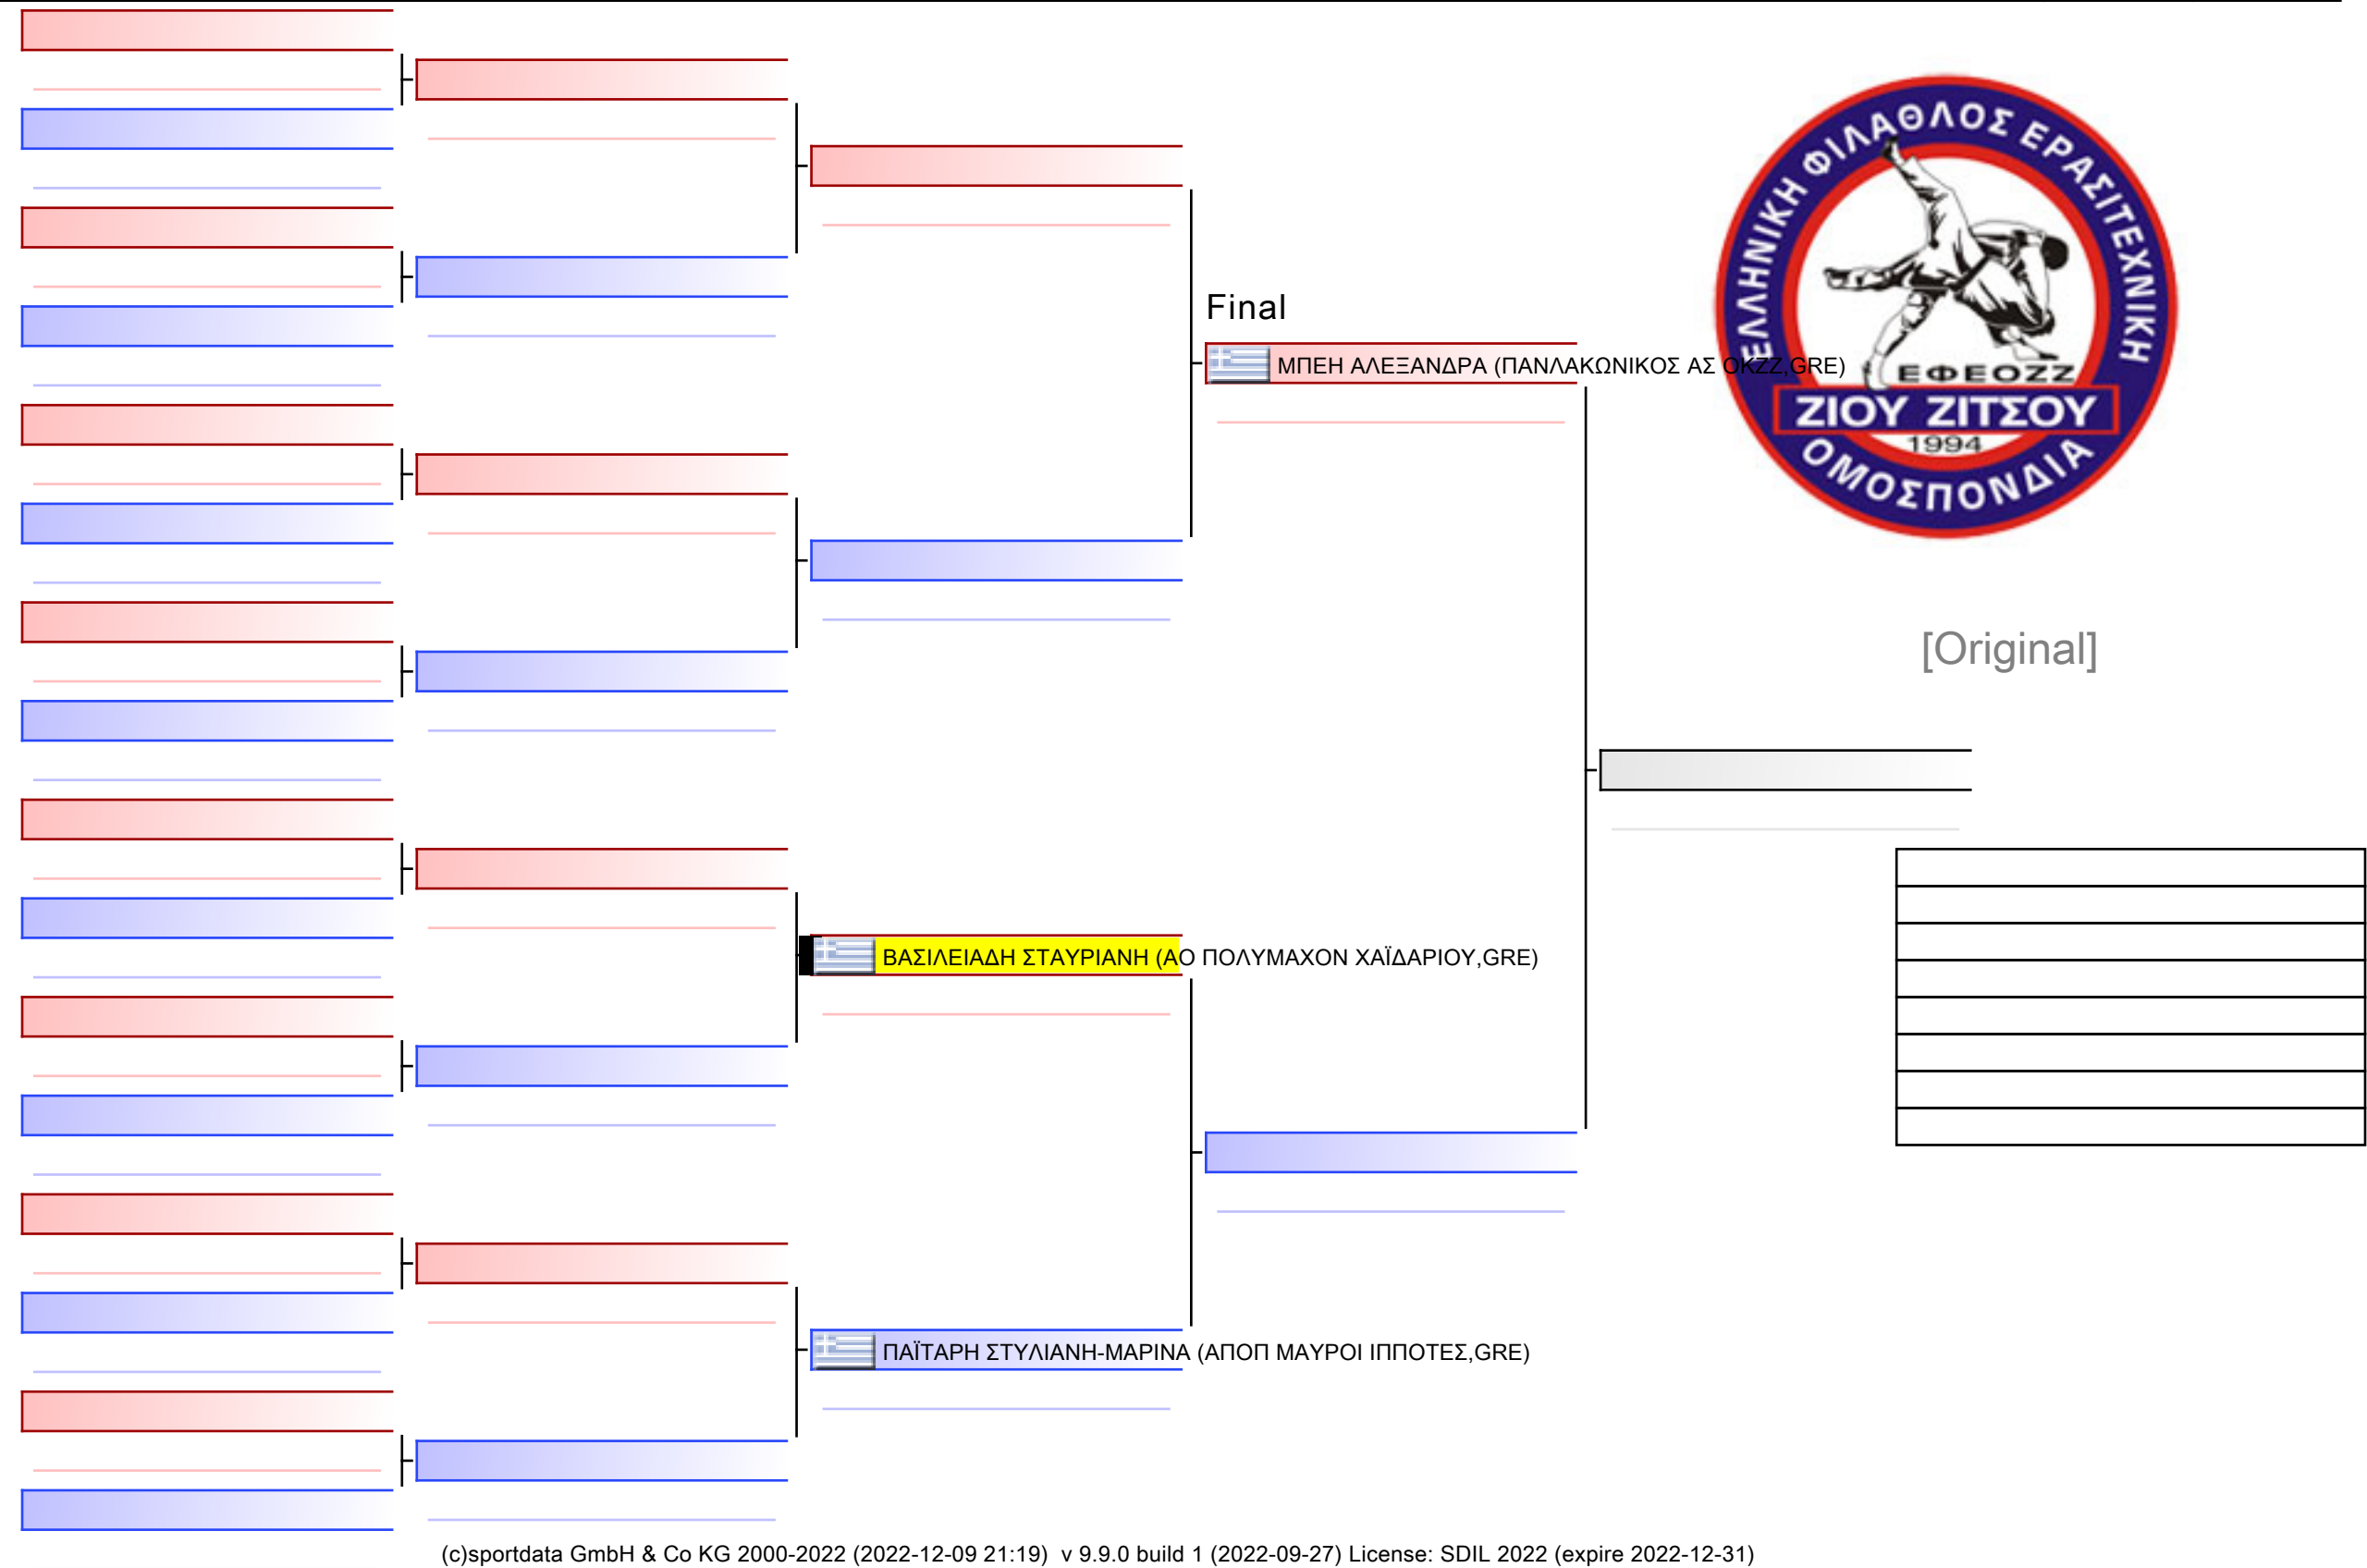 ΕΛΛΗΝΙΚΗ ΦΙΛΑΘΛΟΣ ΕΡΑΣΙΤΕΧΝΙΚΗ
Final
ΜΠΕΗ ΑΛΕΞΑΝΔΡΑ (ΠΑΝΛΑΚΩΝΙΚΟΣ ΑΣ ΟΚΖΖ,GRE)
ΕΦΕΟΖΖ
ΖΙΟΥ ΖΙΤΣΟΥ
1994
ΟΜΟΣΠΟΝΔΙΑ
[Original]
ΒΑΣΙΛΕΙΑΔΗ ΣΤΑΥΡΙΑΝΗ (ΑΟ ΠΟΛΥΜΑΧΟΝ ΧΑΪΔΑΡΙΟΥ,GRE)
ΠΑΪΤΑΡΗ ΣΤΥΛΙΑΝΗ-ΜΑΡΙΝΑ (ΑΠΟΠ ΜΑΥΡΟΙ ΙΠΠΟΤΕΣ,GRE)
(c)sportdata GmbH & Co KG 2000-2022 (2022-12-09 21:19) v 9.9.0 build 1 (2022-09-27) License: SDIL 2022 (expire 2022-12-31)